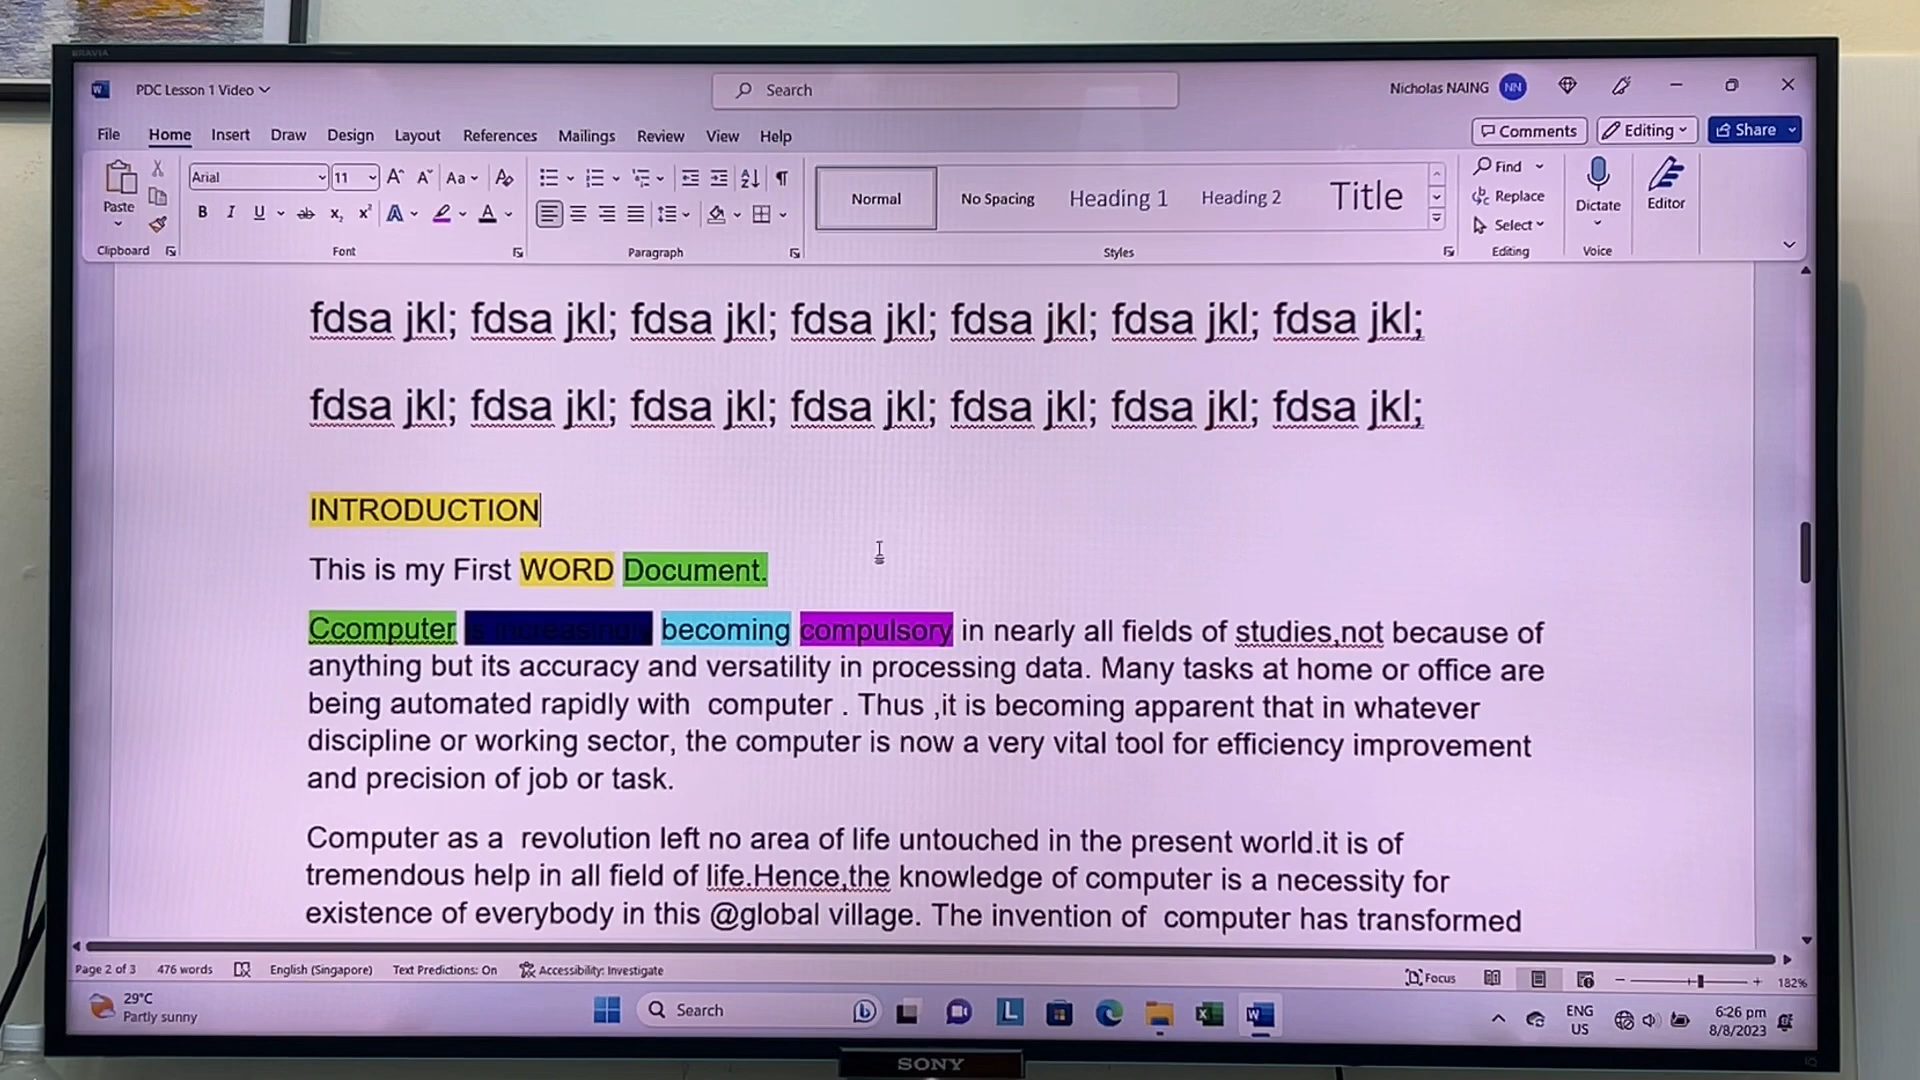 BRAVIA
PDC Lesson 1 Video
Search
Nicholas NAING NN
File Home Insert Draw Design Layout References Mailings Review View Help
Comments Editing Share
Paste
Arial 11
Aa
B I U ab x₂ x² A A
Normal No Spacing Heading 1 Heading 2 Title
Find
Replace
Select
Dictate
Editor
Clipboard Font Paragraph Styles Editing Voice
fdsa jkl; fdsa jkl; fdsa jkl; fdsa jkl; fdsa jkl; fdsa jkl; fdsa jkl;
fdsa jkl; fdsa jkl; fdsa jkl; fdsa jkl; fdsa jkl; fdsa jkl; fdsa jkl;
INTRODUCTION
This is my First WORD Document.
Ccomputer is increasingly becoming compulsory in nearly all fields of studies,not because of
anything but its accuracy and versatility in processing data. Many tasks at home or office are
being automated rapidly with  computer . Thus ,it is becoming apparent that in whatever
discipline or working sector, the computer is now a very vital tool for efficiency improvement
and precision of job or task.
Computer as a  revolution left no area of life untouched in the present world.it is of
tremendous help in all field of life.Hence,the knowledge of computer is a necessity for
existence of everybody in this @global village. The invention of  computer has transformed
Page 2 of 3 476 words English (Singapore) Text Predictions: On Accessibility: Investigate
Focus 182%
29°C
Partly sunny
Search
ENG
US
6:26 pm
8/8/2023
SONY